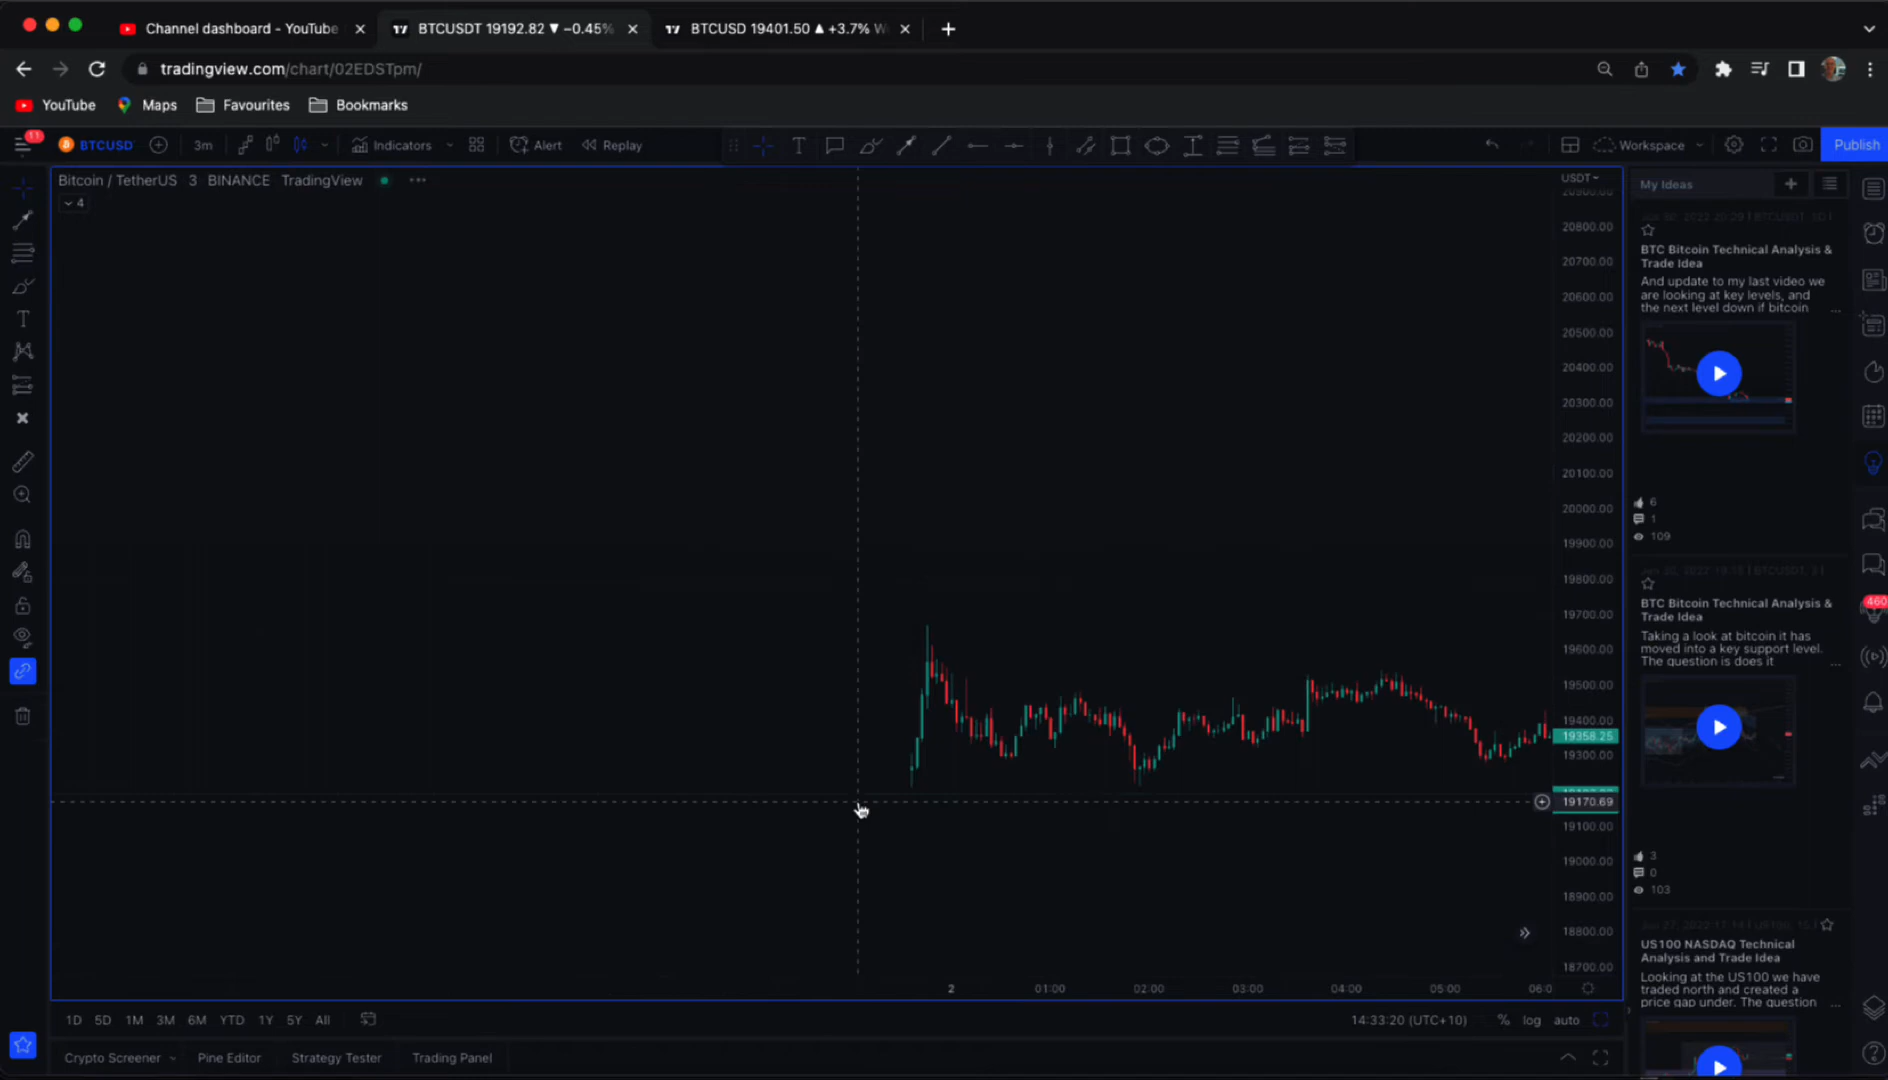 Channel dashboard - YouTube
BTCUSDT 19192.82 ▼ −0.45%
BTCUSD 19401.50 ▲ +3.7%
tradingview.com/chart/02EDSTpm/
YouTube
Maps
Favourites
Bookmarks
11
BTCUSD
3m
Indicators
Alert
Replay
Workspace
Publish
Bitcoin / TetherUS 3 BINANCE TradingView
4
USDT
20800.00
20700.00
20600.00
20500.00
20400.00
20300.00
20200.00
20100.00
20000.00
19900.00
19800.00
19700.00
19600.00
19500.00
19400.00
19358.25
19300.00
19170.69
19100.00
19000.00
18900.00
18800.00
18700.00
2
01:00
02:00
03:00
04:00
05:00
06:0
My Ideas
BTC Bitcoin Technical Analysis &
Trade Idea
And update to my last video we
are looking at key levels, and
the next level down if bitcoin
...
6
1
109
BTC Bitcoin Technical Analysis &
Trade Idea
Taking a look at bitcoin it has
moved into a key support level.
The question is does it
...
3
0
103
US100 NASDAQ Technical
Analysis and Trade Idea
Looking at the US100 we have
traded north and created a
price gap under. The question
...
460
1D 5D 1M 3M 6M YTD 1Y 5Y All
14:33:20 (UTC+10)
%
log
auto
Crypto Screener
Pine Editor
Strategy Tester
Trading Panel